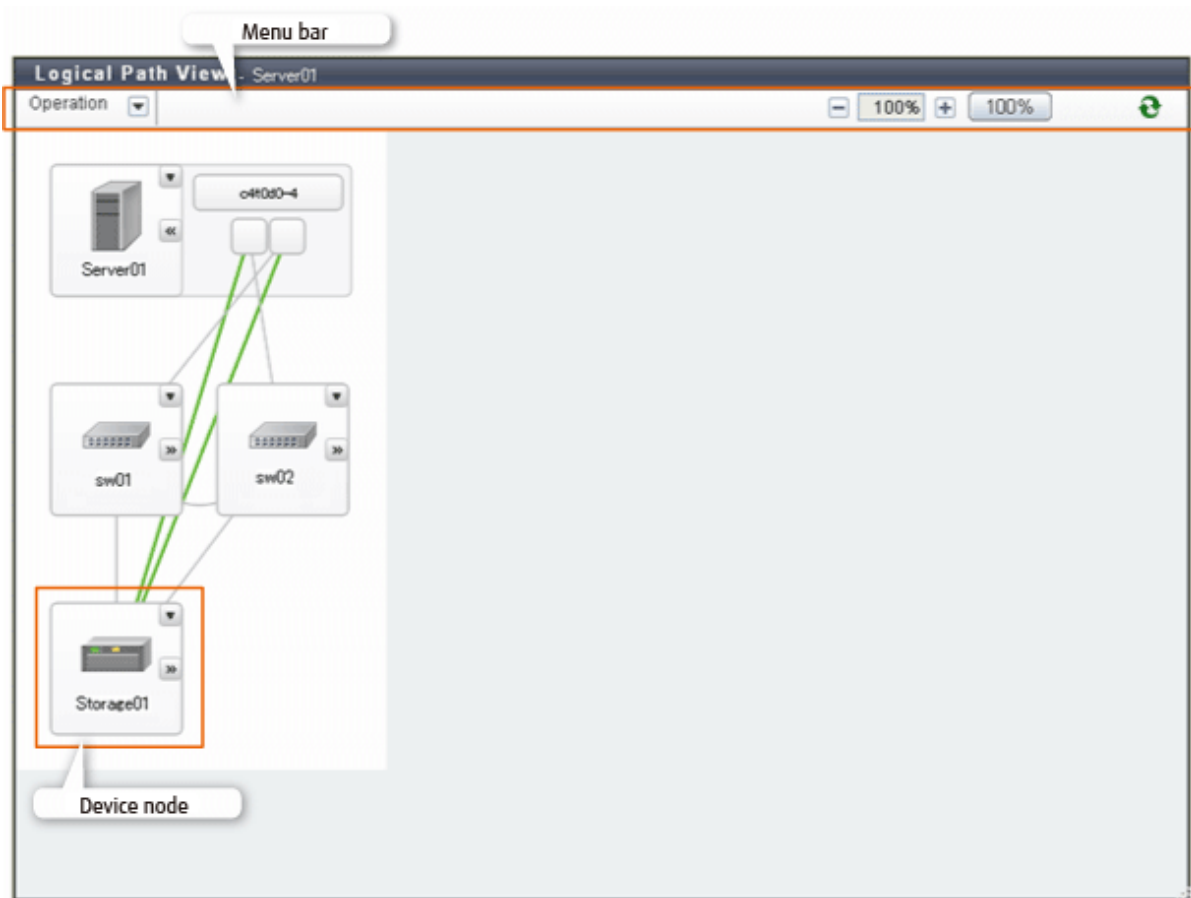 Menu bar
Logical Path View - Server01
Operation
100%
100%
c4t0d0-4
Server01
sw01
sw02
Storage01
Device node